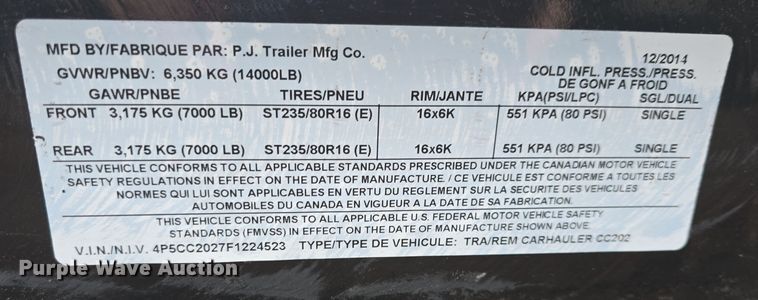 MFD BY/FABRIQUE PAR: P.J. Trailer Mfg Co.
12/2014
GVWR/PNBV: 6,350 KG (14000LB)
COLD INFL. PRESS./PRESS.
DE GONF A FROID
GAWR/PNBE TIRES/PNEU RIM/JANTE KPA(PSI/LPC) SGL/DUAL
FRONT 3,175 KG (7000 LB) ST235/80R16 (E) 16x6K 551 KPA (80 PSI) SINGLE
REAR 3,175 KG (7000 LB) ST235/80R16 (E) 16x6K 551 KPA (80 PSI) SINGLE
THIS VEHICLE CONFORMS TO ALL APPLICABLE STANDARDS PRESCRIBED UNDER THE CANADIAN MOTOR VEHICLE
SAFETY REGULATIONS IN EFFECT ON THE DATE OF MANUFACTURE. / CE VEHICULE EST CONFORME A TOUTES LES
NORMES QUI LUI SONT APPLICABLES EN VERTU DU REGLEMENT SUR LA SECURITE DES VEHICULES
AUTOMOBILES DU CANADA EN VIGUEUR A LA DATE DE SA FABRICATION.
THIS VEHICLE CONFORMS TO ALL APPLICABLE U.S. FEDERAL MOTOR VEHICLE SAFETY
STANDARDS (FMVSS) IN EFFECT ON THE DATE OF MANUFACTURE SHOWN ABOVE.
V.I.N./N.I.V. 4P5CC2027F1224523 TYPE/TYPE DE VEHICULE: TRA/REM CARHAULER CC202
Purple Wave Auction